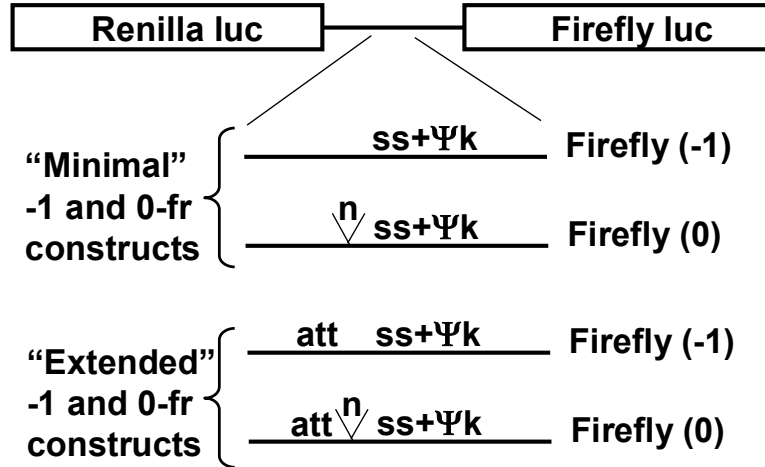 Renilla luc Firefly luc
ss+Ψk Firefly (-1)
“Minimal”
-1 and 0-fr
constructs
n
ss+Ψk Firefly (0)
att ss+Ψk Firefly (-1)
“Extended”
-1 and 0-fr
constructs
n
att ss+Ψk Firefly (0)